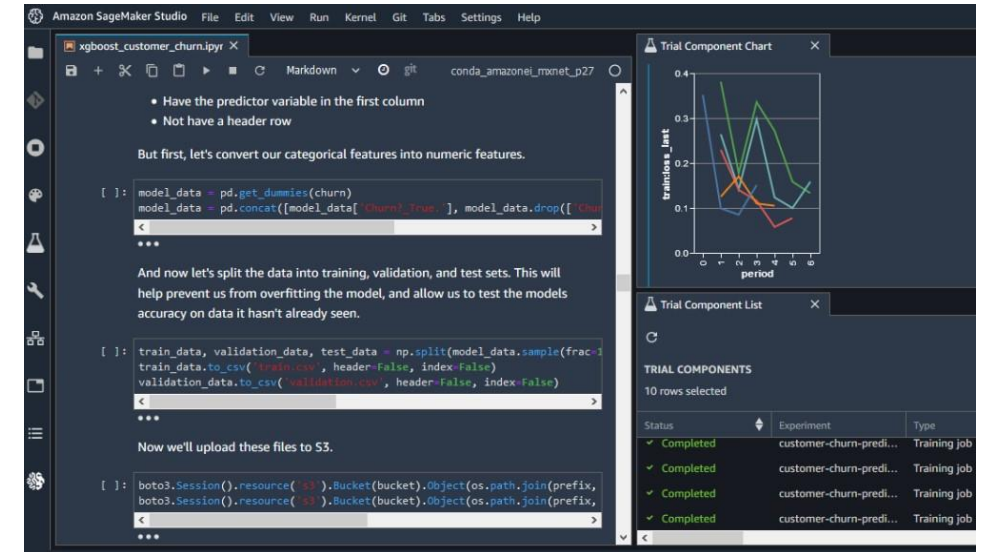 Amazon SageMaker Studio File Edit View Run Kernel Git Tabs Settings Help
xgboost_customer_churn.ipyr
Markdown
git
conda_amazonei_mxnet_p27
• Have the predictor variable in the first column
• Not have a header row
But first, let's convert our categorical features into numeric features.
[ ]: model_data = pd.get_dummies(churn)
model_data = pd.concat([model_data['Churn?_True.'], model_data.drop(['Chur
And now let's split the data into training, validation, and test sets. This will
help prevent us from overfitting the model, and allow us to test the models
accuracy on data it hasn't already seen.
[ ]: train_data, validation_data, test_data = np.split(model_data.sample(frac=1
train_data.to_csv('train.csv', header=False, index=False)
validation_data.to_csv('validation.csv', header=False, index=False)
Now we'll upload these files to S3.
[ ]: boto3.Session().resource('s3').Bucket(bucket).Object(os.path.join(prefix,
boto3.Session().resource('s3').Bucket(bucket).Object(os.path.join(prefix,
Trial Component Chart
train:loss_last
0.4
0.3
0.2
0.1
0.0
0 1 2 3 4 5 6
period
Trial Component List
TRIAL COMPONENTS
10 rows selected
Status Experiment Type
Completed customer-churn-predi... Training job
Completed customer-churn-predi... Training job
Completed customer-churn-predi... Training job
Completed customer-churn-predi... Training job